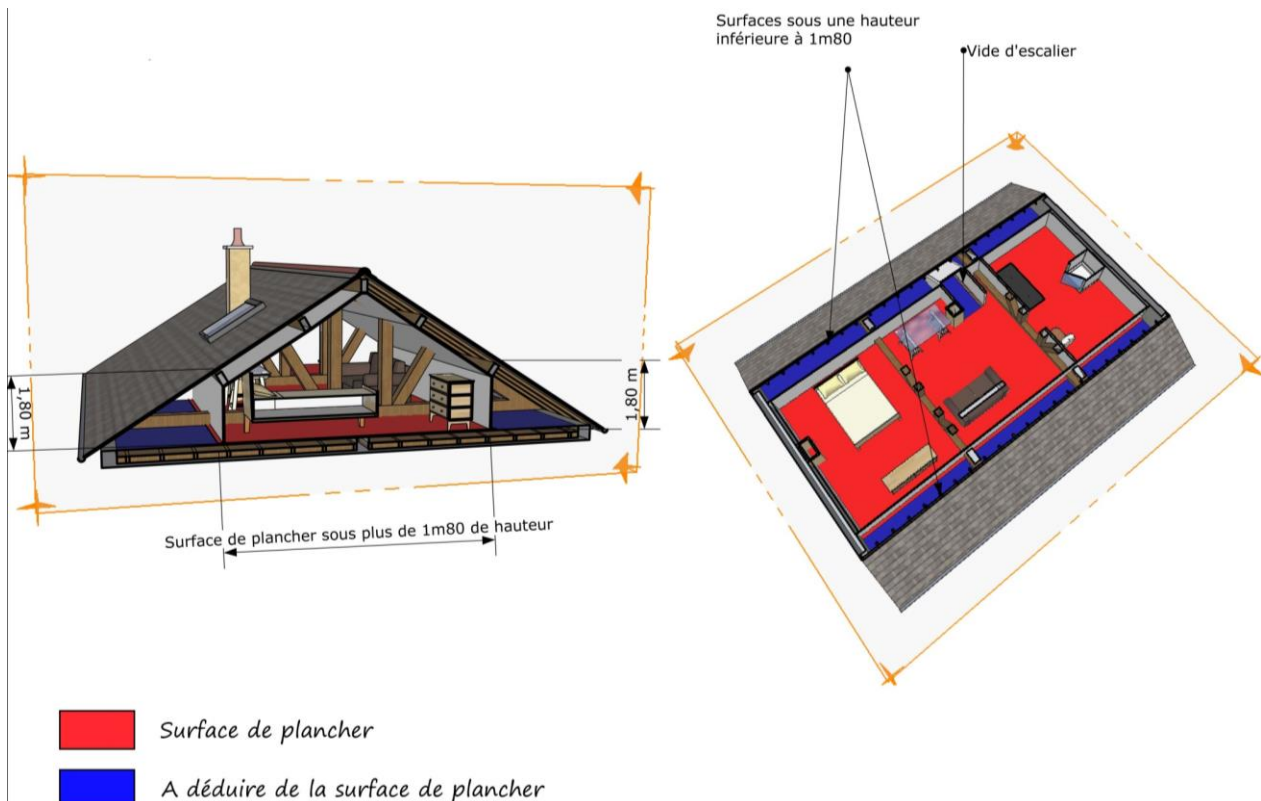 Surfaces sous une hauteur
inférieure à 1m80
Vide d'escalier
1,80 m
1,80 m
Surface de plancher sous plus de 1m80 de hauteur
Surface de plancher
A déduire de la surface de plancher